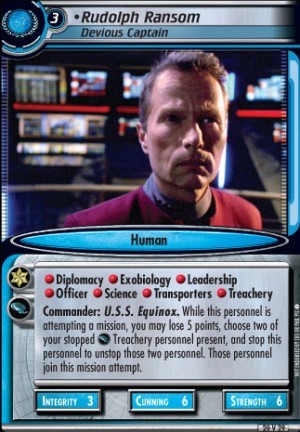 3
•Rudolph Ransom
Devious Captain
Human
•Diplomacy •Exobiology •Leadership
•Officer •Science •Transporters •Treachery
Commander: U.S.S. Equinox. While this personnel is
attempting a mission, you may lose 5 points, choose two of
your stopped Treachery personnel present, and stop this
personnel to unstop those two personnel. Those personnel
join this mission attempt.
INTEGRITY 3
CUNNING 6
STRENGTH 6